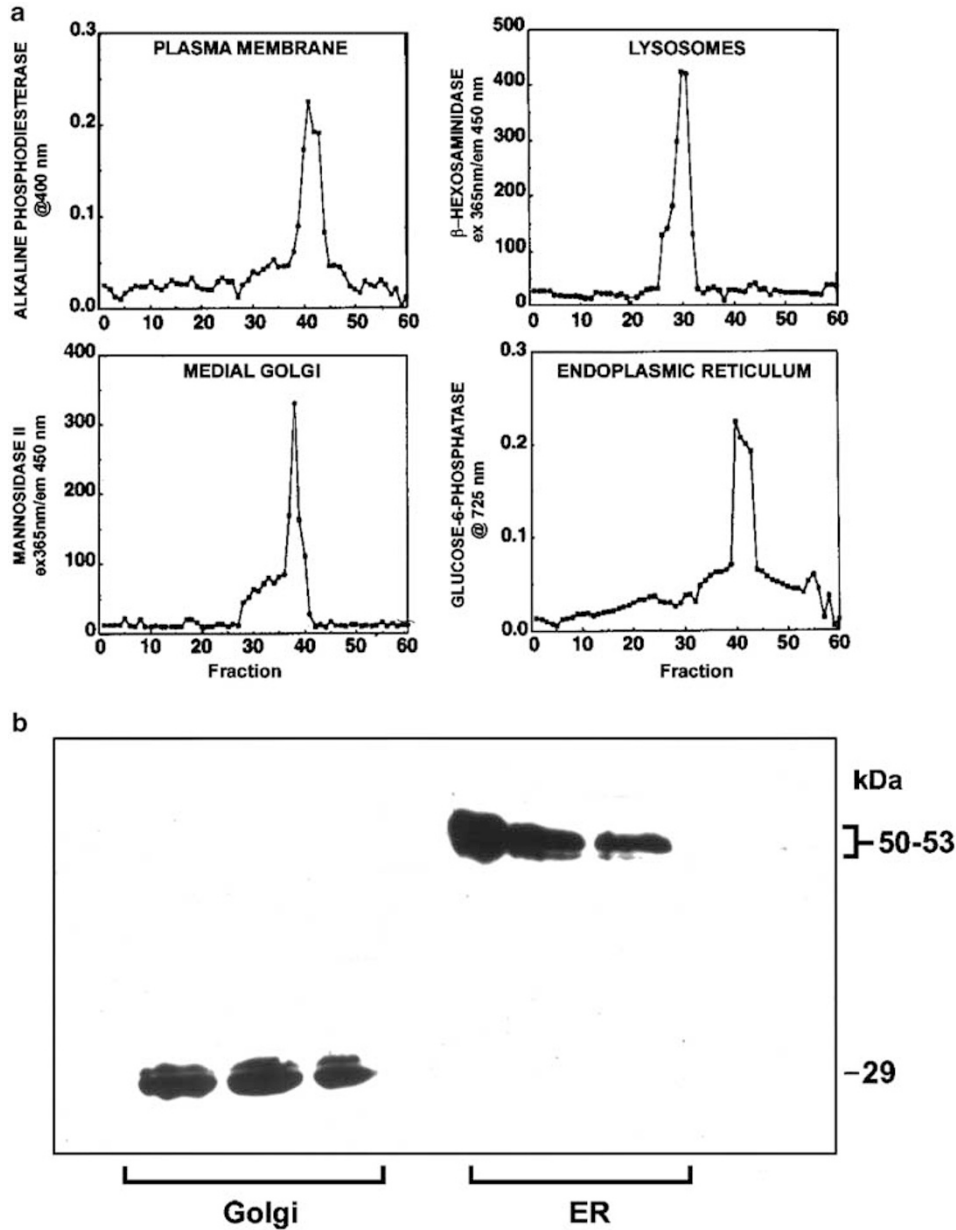 a
PLASMA MEMBRANE
ALKALINE PHOSPHODIESTERASE
@400 nm
0.3
0.2
0.1
0.0
0 10 20 30 40 50 60
LYSOSOMES
β–HEXOSAMINIDASE
ex 365nm/em 450 nm
500
400
300
200
100
0
0 10 20 30 40 50 60
MEDIAL GOLGI
MANNOSIDASE II
ex365nm/em 450 nm
400
300
200
100
0
0 10 20 30 40 50 60
Fraction
ENDOPLASMIC RETICULUM
GLUCOSE-6-PHOSPHATASE
@ 725 nm
0.3
0.2
0.1
0.0
0 10 20 30 40 50 60
Fraction
b
kDa
50-53
29
Golgi
ER